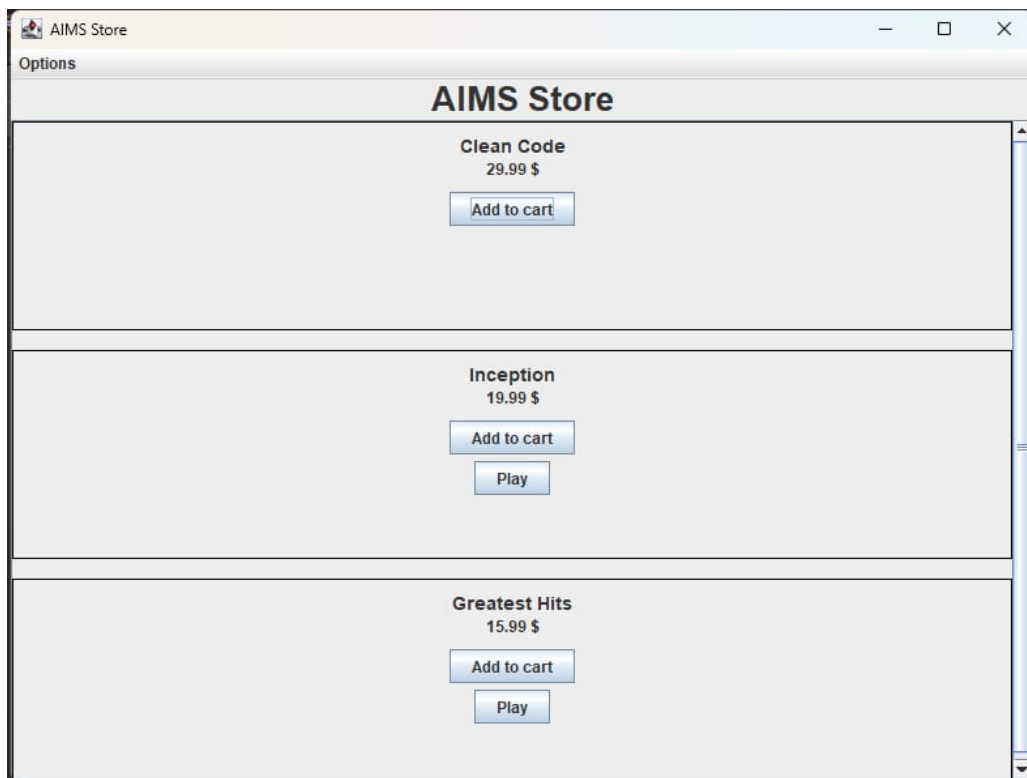 AIMS Store
Options
AIMS Store
Clean Code
29.99 $
Add to cart
Inception
19.99 $
Add to cart
Play
Greatest Hits
15.99 $
Add to cart
Play